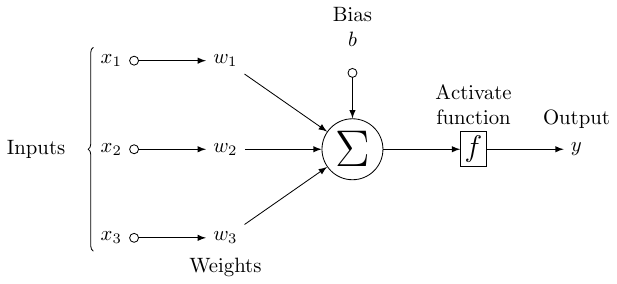 Bias
b
x₁ w₁
Activate
function
Output
Inputs x₂ w₂ Σ f y
x₃ w₃
Weights